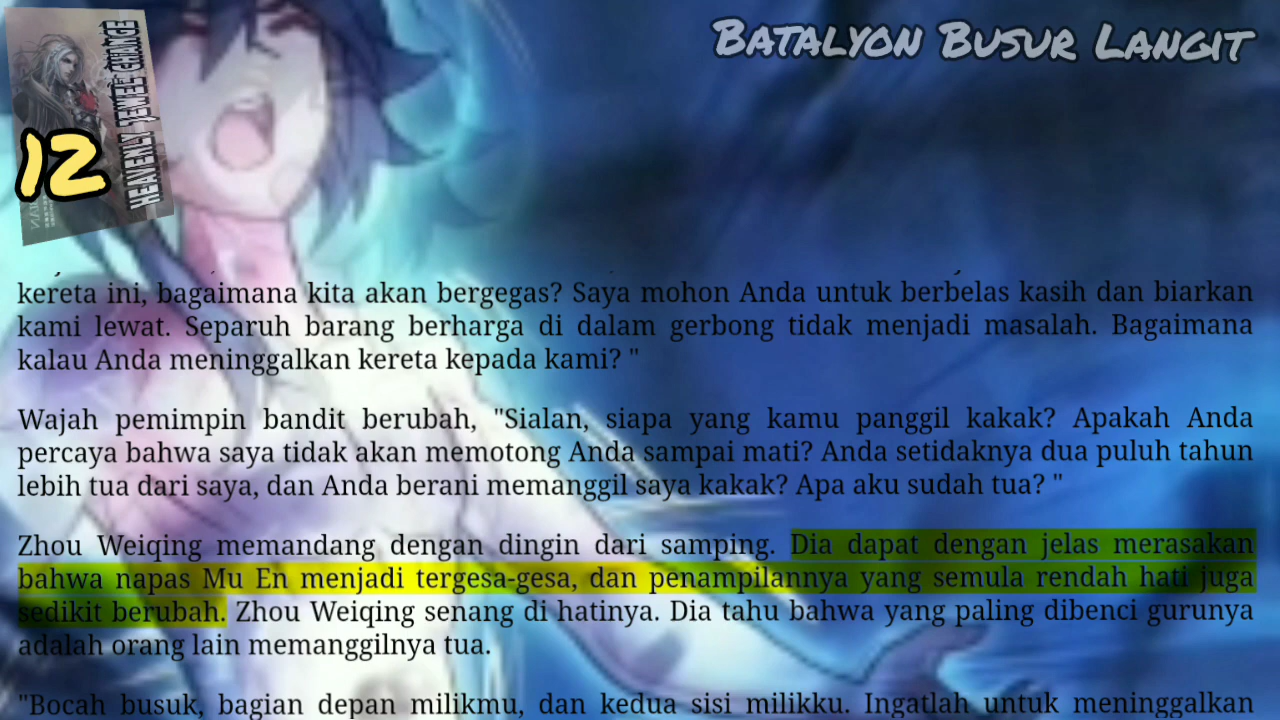 Batalyon Busur Langit
HEAVENLY JEWEL CHANGE
12
kereta ini, bagaimana kita akan bergegas? Saya mohon Anda untuk berbelas kasih dan biarkan
kami lewat. Separuh barang berharga di dalam gerbong tidak menjadi masalah. Bagaimana
kalau Anda meninggalkan kereta kepada kami? "
Wajah pemimpin bandit berubah, "Sialan, siapa yang kamu panggil kakak? Apakah Anda
percaya bahwa saya tidak akan memotong Anda sampai mati? Anda setidaknya dua puluh tahun
lebih tua dari saya, dan Anda berani memanggil saya kakak? Apa aku sudah tua? "
Zhou Weiqing memandang dengan dingin dari samping. Dia dapat dengan jelas merasakan
bahwa napas Mu En menjadi tergesa-gesa, dan penampilannya yang semula rendah hati juga
sedikit berubah. Zhou Weiqing senang di hatinya. Dia tahu bahwa yang paling dibenci gurunya
adalah orang lain memanggilnya tua.
"Bocah busuk, bagian depan milikmu, dan kedua sisi milikku. Ingatlah untuk meninggalkan